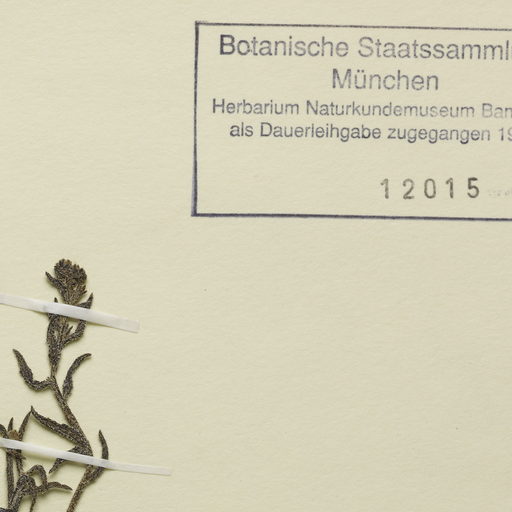 Botanische Staatssamml
München
Herbarium Naturkundemuseum Ban
als Dauerleihgabe zugegangen 19
12015